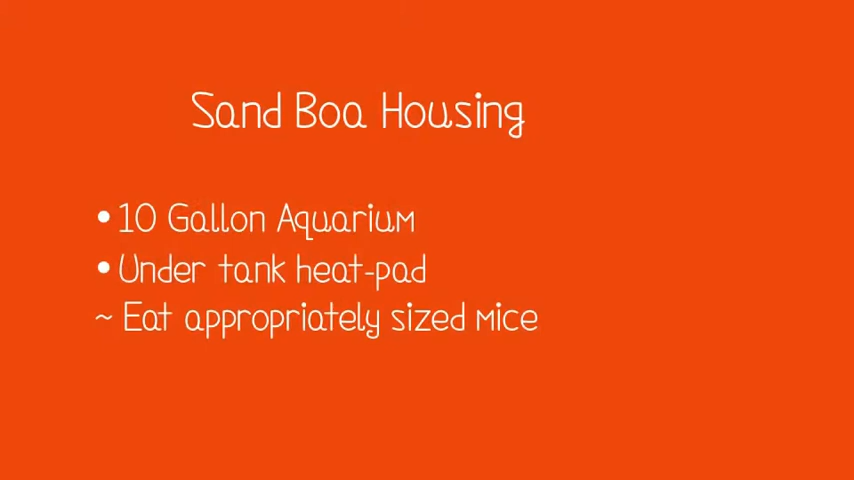 Sand Boa Housing
• 10 Gallon Aquarium
• Under tank heat-pad
~ Eat appropriately sized mice